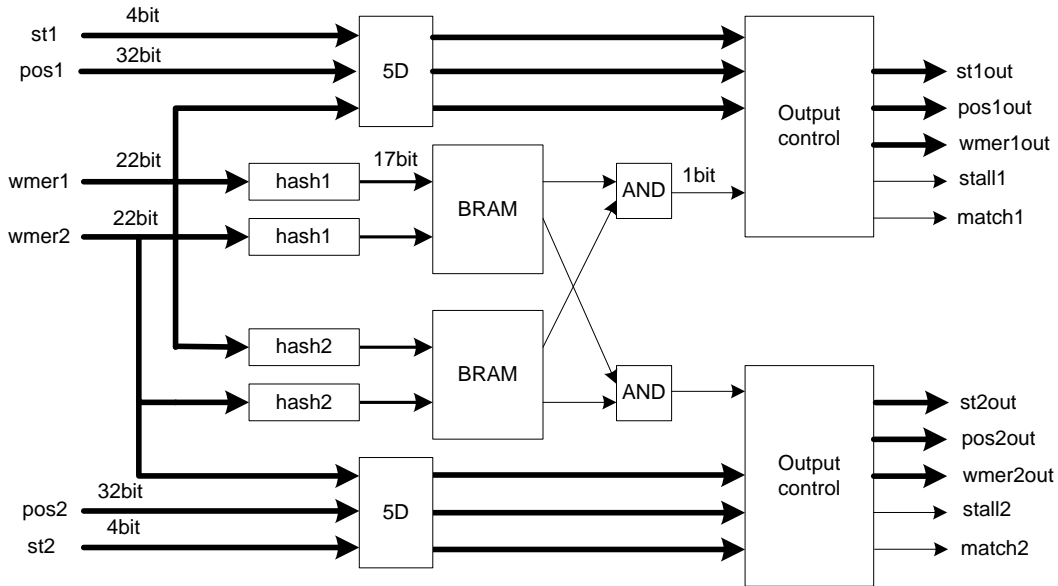 4bit
st1
32bit
pos1
5D
Output
control
st1out
pos1out
wmer1out
stall1
match1
22bit
wmer1
hash1
17bit
BRAM
AND
1bit
22bit
wmer2
hash1
hash2
BRAM
hash2
AND
st2out
pos2out
wmer2out
stall2
match2
Output
control
5D
32bit
pos2
4bit
st2